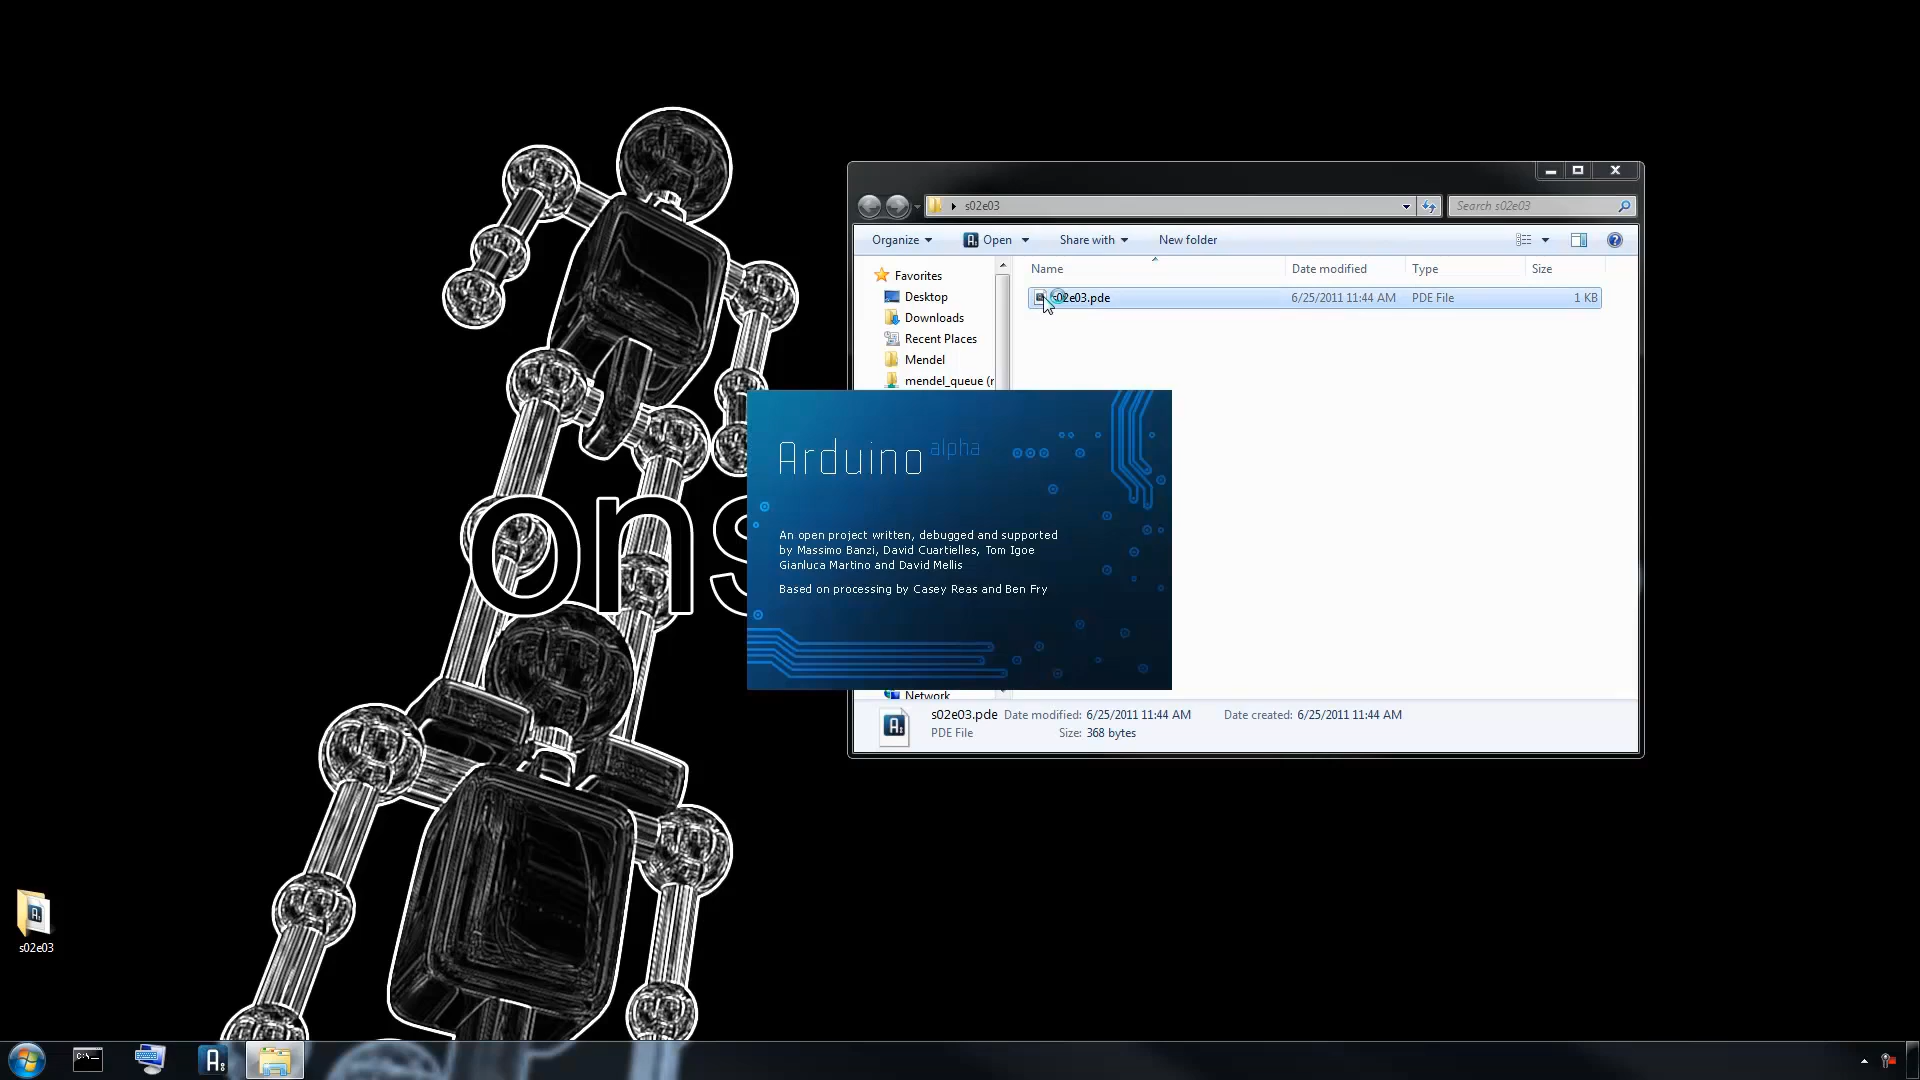 s02e03
Search s02e03
Organize
Open
Share with
New folder
Name
Date modified
Type
Size
Favorites
Desktop
Downloads
Recent Places
Mendel
mendel_queue (r
Network
s02e03.pde
6/25/2011 11:44 AM
PDE File
1 KB
Arduino alpha
An open project written, debugged and supported
by Massimo Banzi, David Cuartielles, Tom Igoe
Gianluca Martino and David Mellis
Based on processing by Casey Reas and Ben Fry
s02e03.pde Date modified: 6/25/2011 11:44 AM Date created: 6/25/2011 11:44 AM
PDE File Size: 368 bytes
ons
s02e03